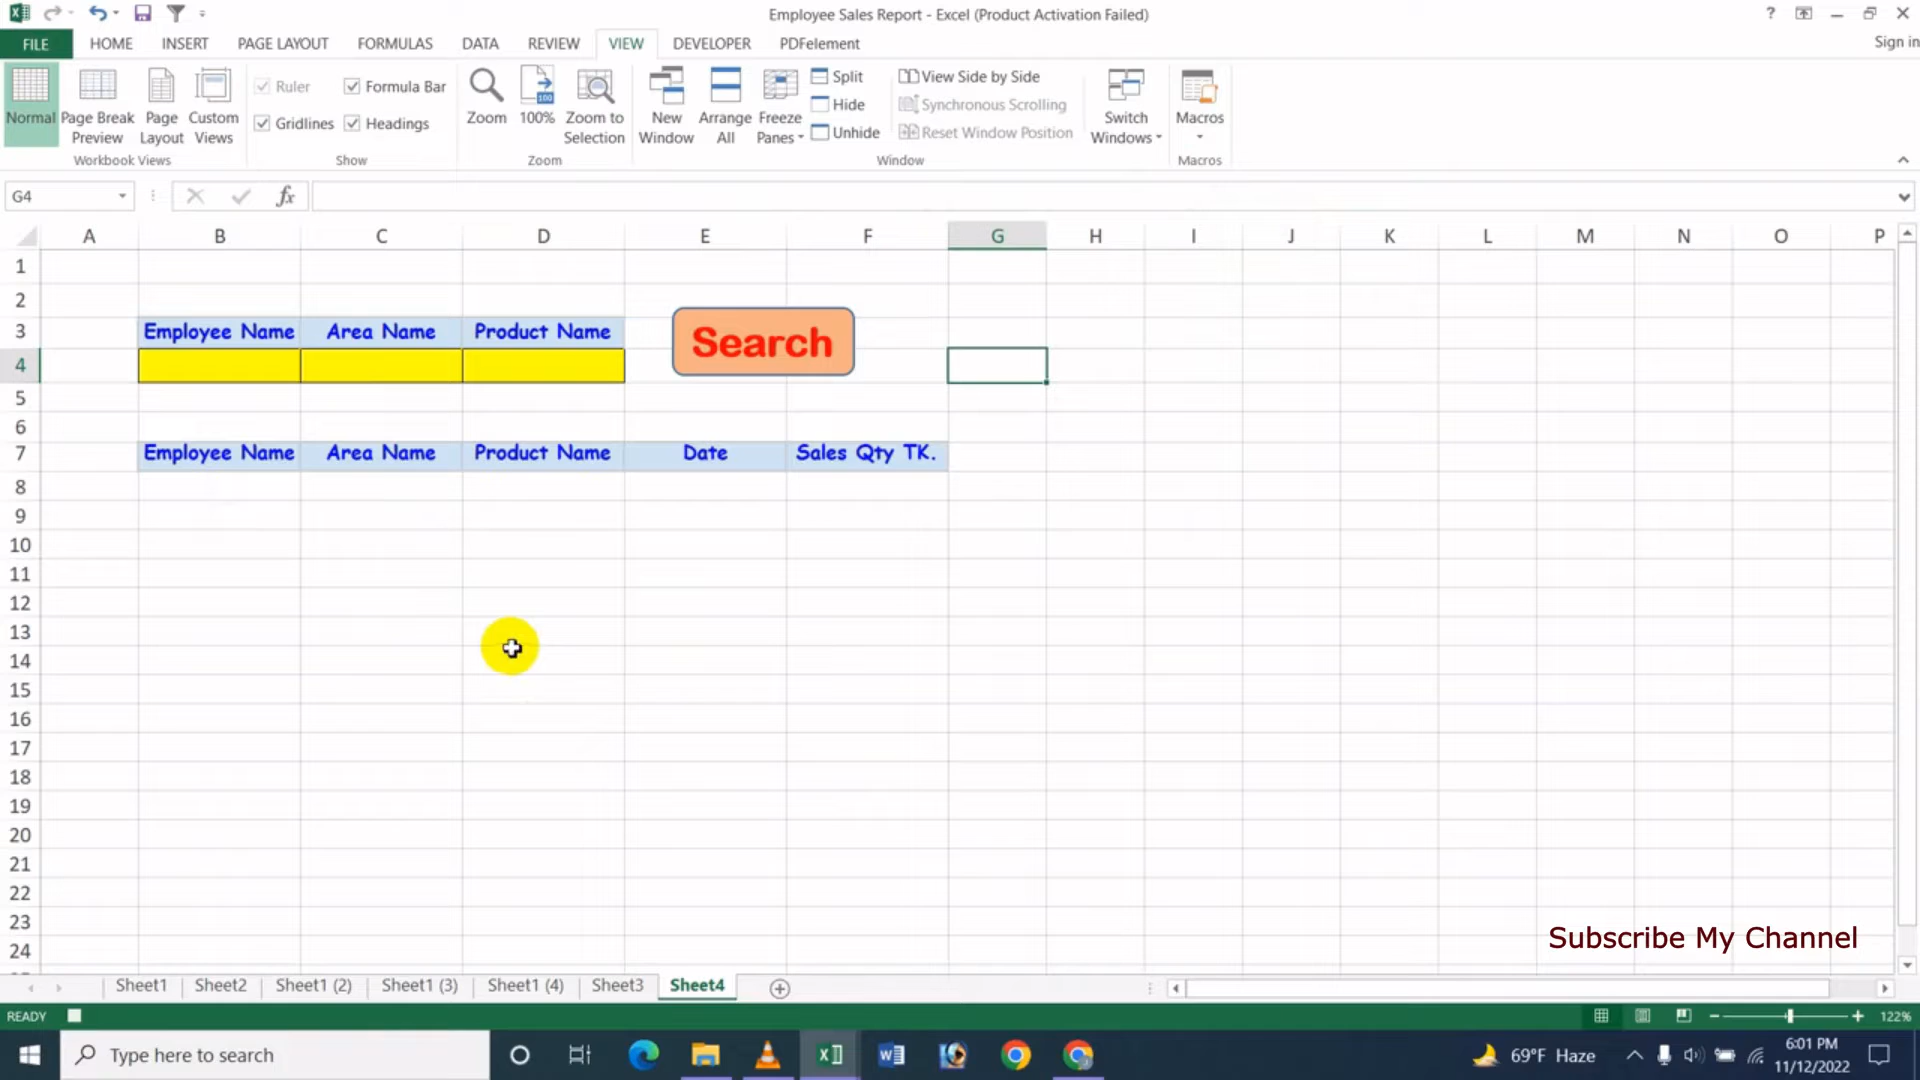 Employee Sales Report - Excel (Product Activation Failed)
?
FILE HOME INSERT PAGE LAYOUT FORMULAS DATA REVIEW VIEW DEVELOPER PDFelement Sign in
Normal
Page Break Preview
Page Layout
Custom Views
Workbook Views
Ruler
Formula Bar
Gridlines
Headings
Show
Zoom
100
100%
Zoom to Selection
Zoom
New Window
Arrange All
Freeze Panes
Split
Hide
Unhide
View Side by Side
Synchronous Scrolling
Reset Window Position
Window
Switch Windows
Macros
Macros
G4
fx
A B C D E F G H I J K L M N O P
1
2
3 Employee Name Area Name Product Name
Search
4
5
6
7 Employee Name Area Name Product Name Date Sales Qty TK.
8
9
10
11
12
13
14
15
16
17
18
19
20
21
22
23
24
Subscribe My Channel
Sheet1 Sheet2 Sheet1 (2) Sheet1 (3) Sheet1 (4) Sheet3 Sheet4
READY
122%
Type here to search
69°F Haze
6:01 PM
11/12/2022